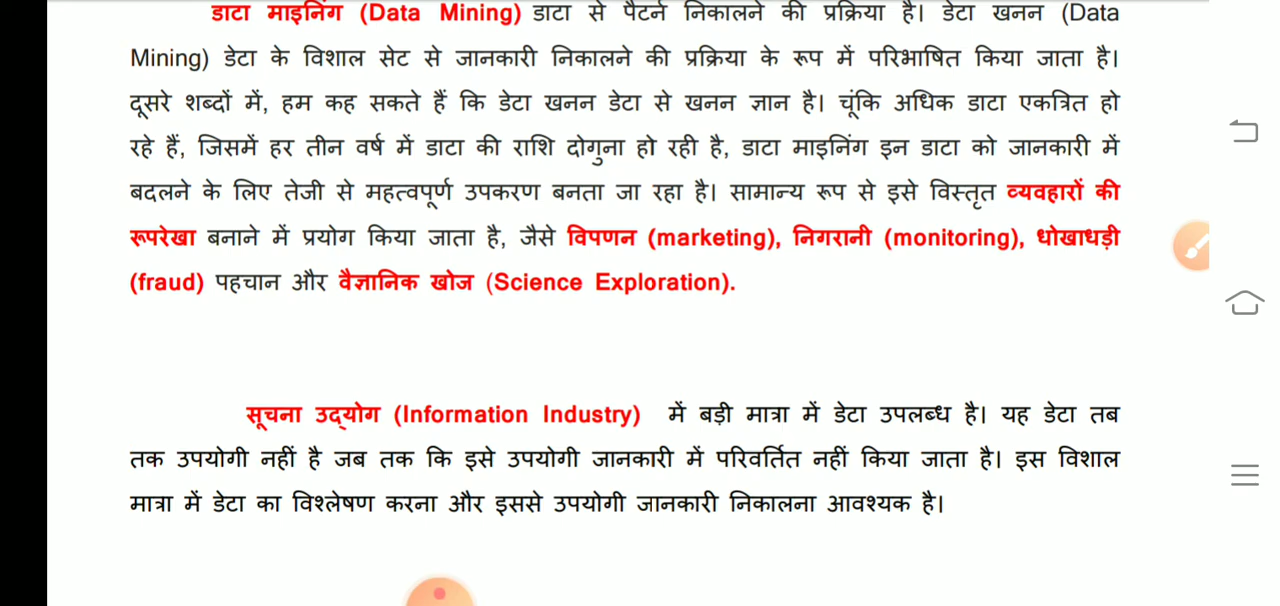 डाटा माइनिंग (Data Mining) डाटा से पैटर्न निकालने की प्रक्रिया है। डेटा खनन (Data
Mining) डेटा के विशाल सेट से जानकारी निकालने की प्रक्रिया के रूप में परिभाषित किया जाता है।
दूसरे शब्दों में, हम कह सकते हैं कि डेटा खनन डेटा से खनन ज्ञान है। चूंकि अधिक डाटा एकत्रित हो
रहे हैं, जिसमें हर तीन वर्ष में डाटा की राशि दोगुना हो रही है, डाटा माइनिंग इन डाटा को जानकारी में
बदलने के लिए तेजी से महत्वपूर्ण उपकरण बनता जा रहा है। सामान्य रूप से इसे विस्तृत व्यवहारों की
रूपरेखा बनाने में प्रयोग किया जाता है, जैसे विपणन (marketing), निगरानी (monitoring), धोखाधड़ी
(fraud) पहचान और वैज्ञानिक खोज (Science Exploration).
सूचना उद्योग (Information Industry) में बड़ी मात्रा में डेटा उपलब्ध है। यह डेटा तब
तक उपयोगी नहीं है जब तक कि इसे उपयोगी जानकारी में परिवर्तित नहीं किया जाता है। इस विशाल
मात्रा में डेटा का विश्लेषण करना और इससे उपयोगी जानकारी निकालना आवश्यक है।